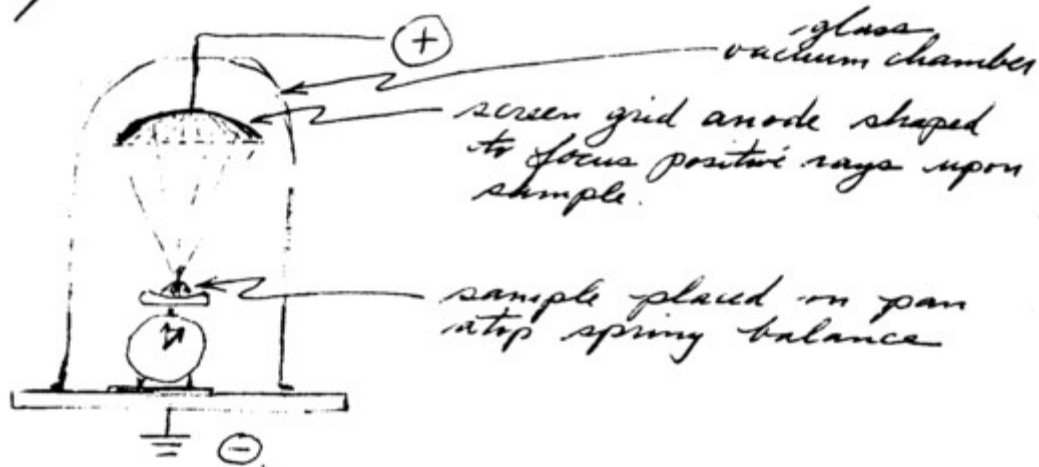 +
glass
vacuum chamber
screen grid anode shaped
to focus positive rays upon
sample.
sample placed on pan
atop spring balance
-